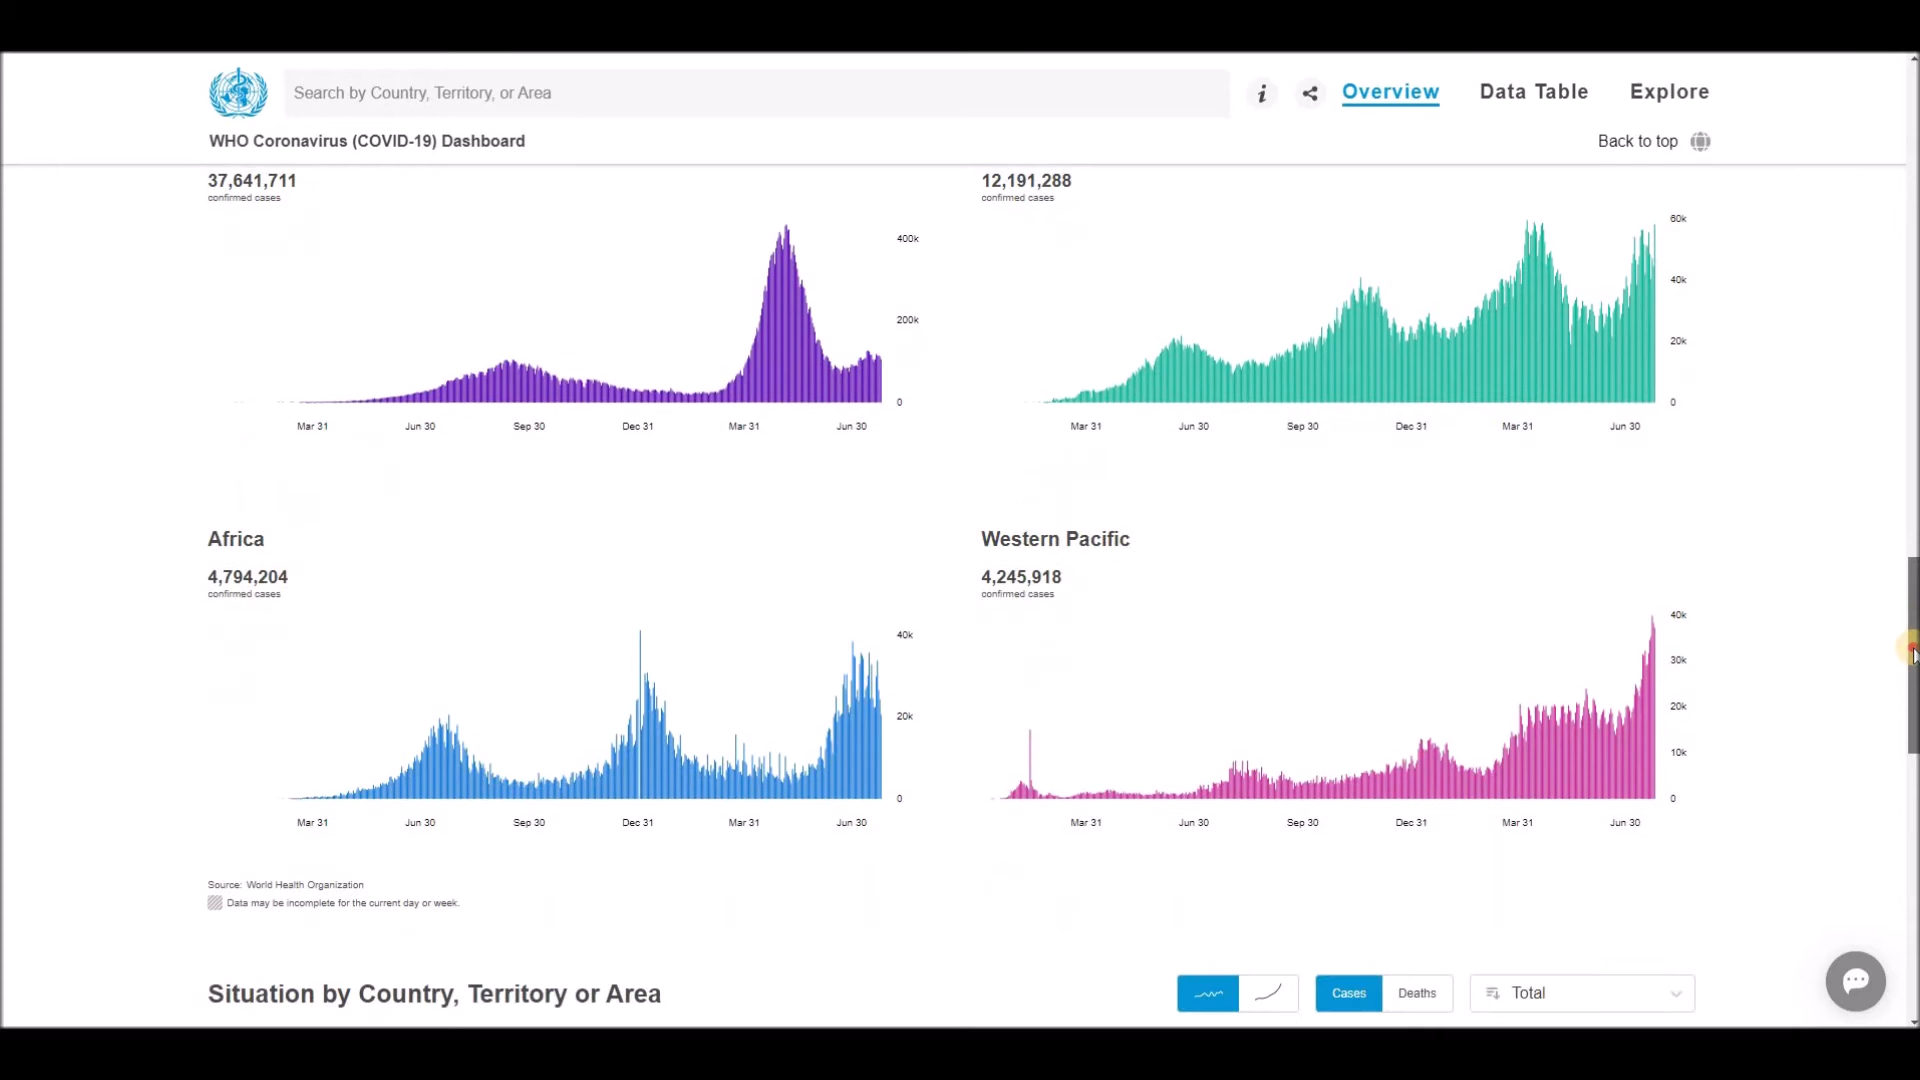 Search by Country, Territory, or Area
Overview
Data Table
Explore
WHO Coronavirus (COVID-19) Dashboard
Back to top
37,641,711
confirmed cases
400k
200k
0
Mar 31 Jun 30 Sep 30 Dec 31 Mar 31 Jun 30
12,191,288
confirmed cases
60k
40k
20k
0
Mar 31 Jun 30 Sep 30 Dec 31 Mar 31 Jun 30
Africa
4,794,204
confirmed cases
40k
20k
0
Mar 31 Jun 30 Sep 30 Dec 31 Mar 31 Jun 30
Western Pacific
4,245,918
confirmed cases
40k
30k
20k
10k
0
Mar 31 Jun 30 Sep 30 Dec 31 Mar 31 Jun 30
Source: World Health Organization
Data may be incomplete for the current day or week.
Situation by Country, Territory or Area
Cases
Deaths
Total